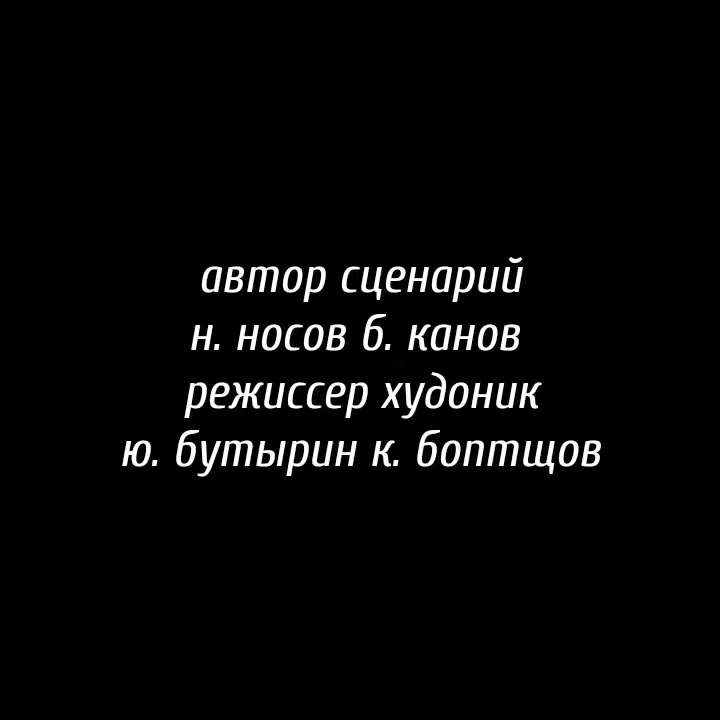 автор сценарий
н. носов б. канов
режиссер худоник
ю. бутырин к. боптщов